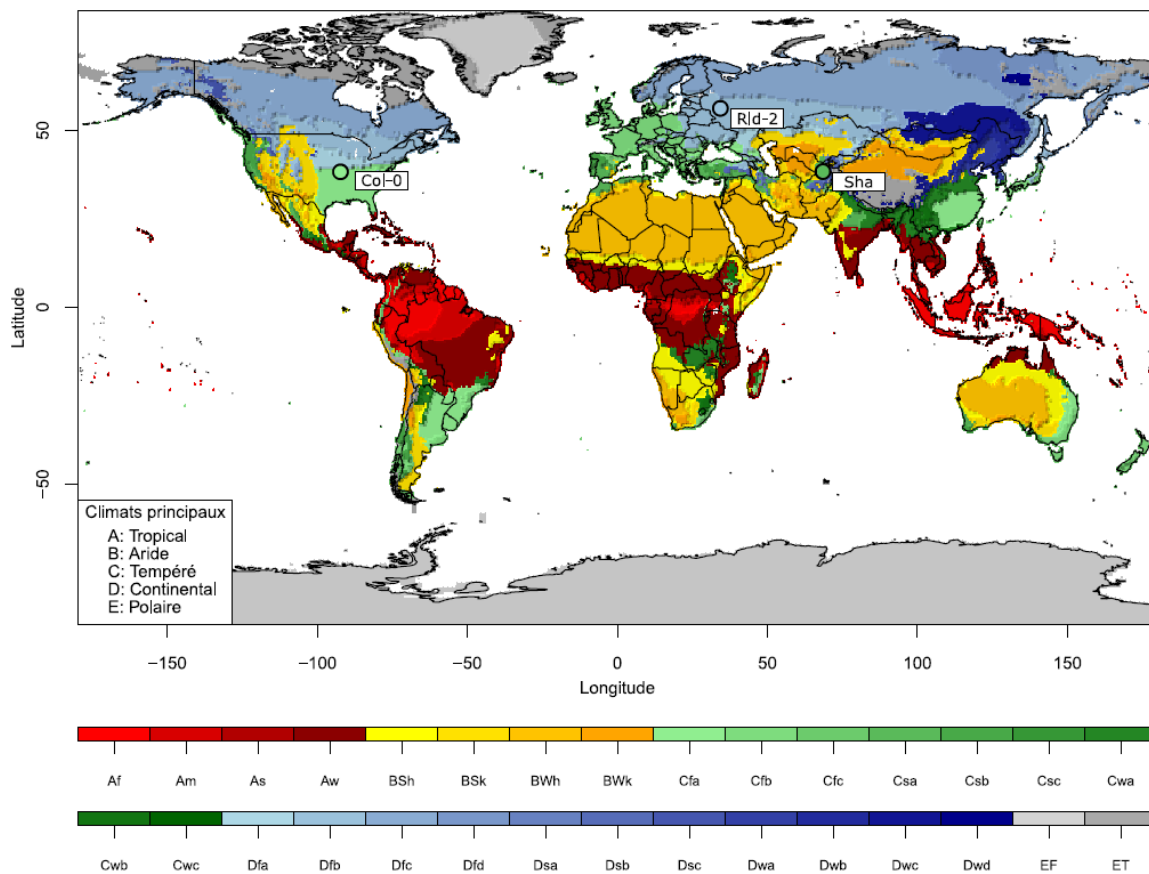 Latitude
50
0
−50
Col-0
Rld-2
Sha
Climats principaux
A: Tropical
B: Aride
C: Tempéré
D: Continental
E: Polaire
−150 −100 −50 0 50 100 150
Longitude
Af Am As Aw BSh BSk BWh BWk Cfa Cfb Cfc Csa Csb Csc Cwa
Cwb Cwc Dfa Dfb Dfc Dfd Dsa Dsb Dsc Dwa Dwb Dwc Dwd EF ET